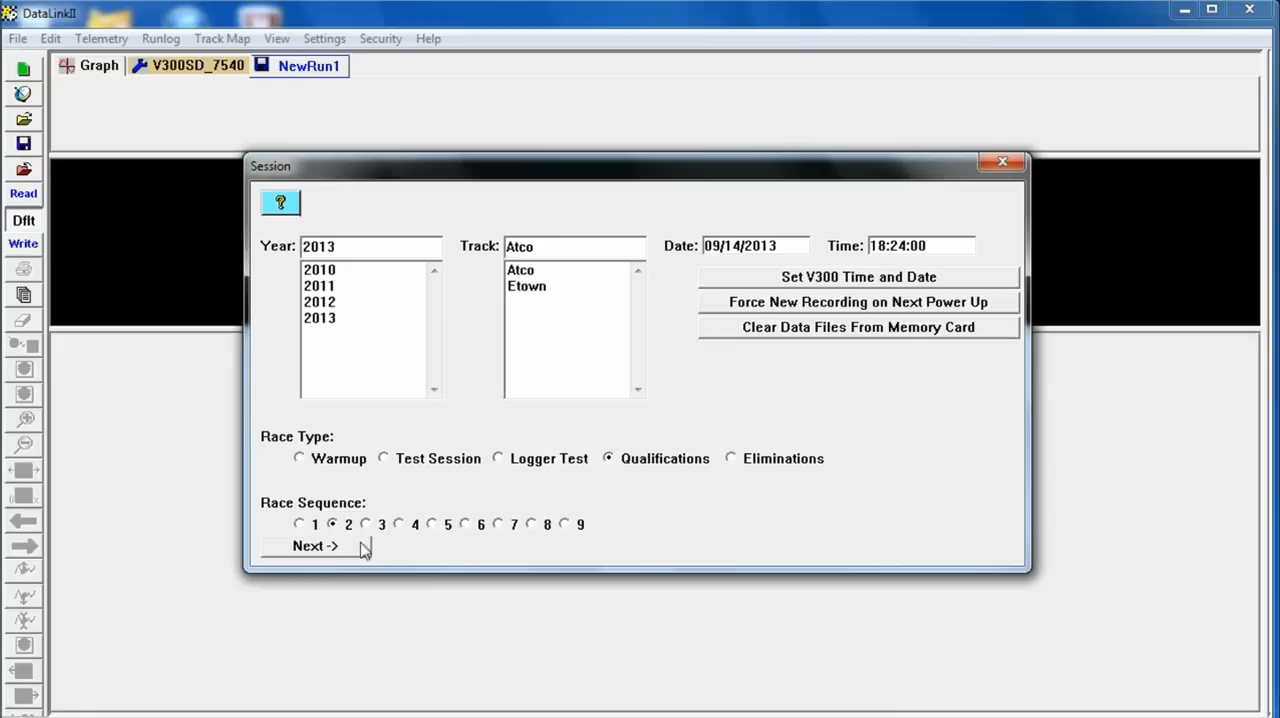 DataLinkII
File Edit Telemetry Runlog Track Map View Settings Security Help
Graph V300SD_7540 NewRun1
Read
Dflt
Write
Session
?
Year: 2013 Track: Atco Date: 09/14/2013 Time: 18:24:00
2010
2011
2012
2013
Atco
Etown
Set V300 Time and Date
Force New Recording on Next Power Up
Clear Data Files From Memory Card
Race Type:
Warmup Test Session Logger Test Qualifications Eliminations
Race Sequence:
1 2 3 4 5 6 7 8 9
Next ->